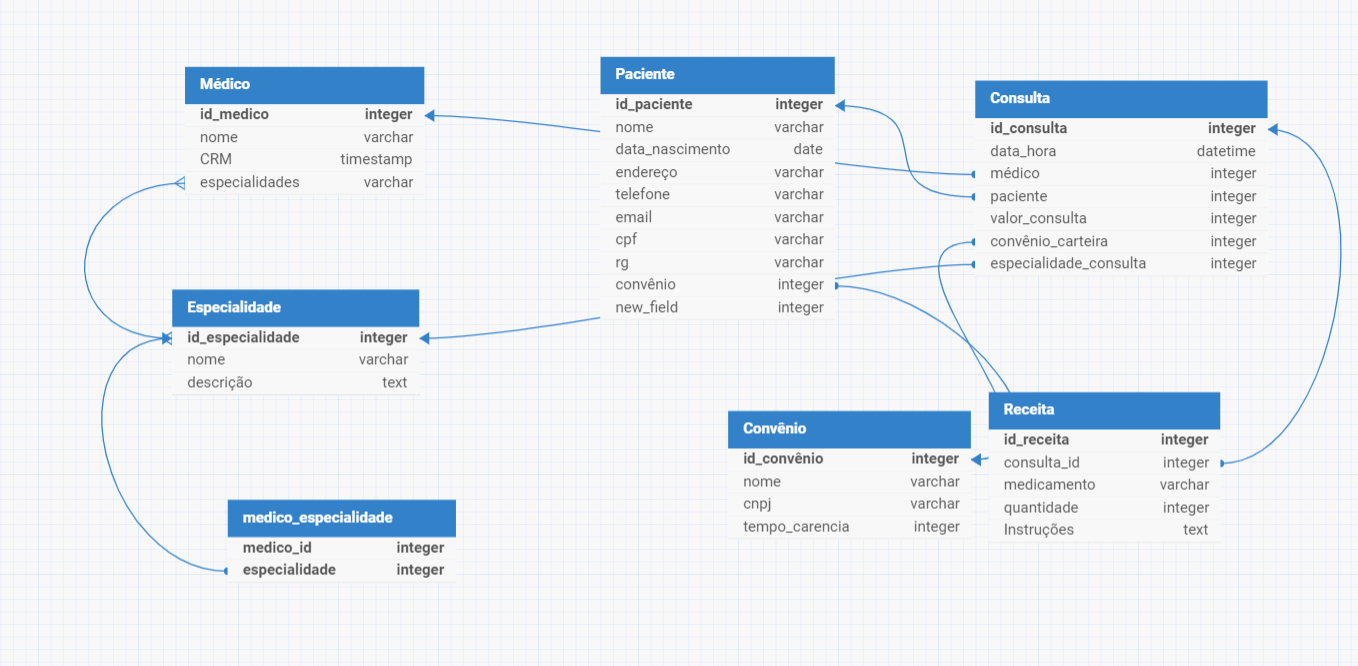 Médico
id_medico integer
nome varchar
CRM timestamp
especialidades varchar
Paciente
id_paciente integer
nome varchar
data_nascimento date
endereço varchar
telefone varchar
email varchar
cpf varchar
rg varchar
convênio integer
new_field integer
Consulta
id_consulta integer
data_hora datetime
médico integer
paciente integer
valor_consulta integer
convênio_carteira integer
especialidade_consulta integer
Especialidade
id_especialidade integer
nome varchar
descrição text
Convênio
id_convênio integer
nome varchar
cnpj varchar
tempo_carencia integer
Receita
id_receita integer
consulta_id integer
medicamento varchar
quantidade integer
Instruções text
medico_especialidade
medico_id integer
especialidade integer